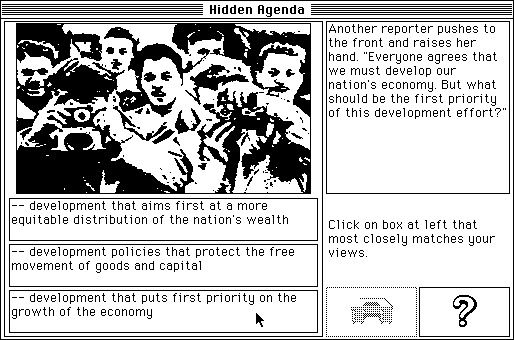 Hidden Agenda
Another reporter pushes to
the front and raises her
hand. "Everyone agrees that
we must develop our
nation's economy. But what
should be the first priority
of this development effort?"
-- development that aims first at a more
equitable distribution of the nation's wealth
-- development policies that protect the free
movement of goods and capital
-- development that puts first priority on the
growth of the economy
Click on box at left that
most closely matches your
views.
?